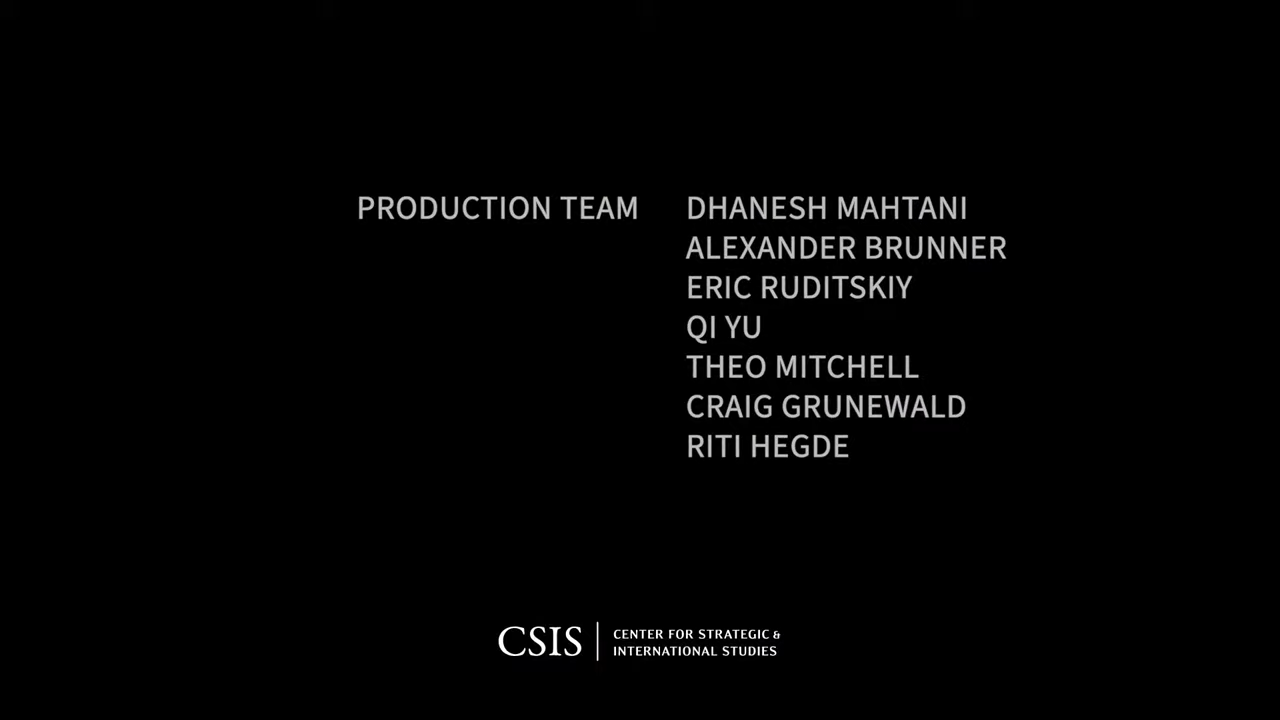 PRODUCTION TEAM DHANESH MAHTANI
ALEXANDER BRUNNER
ERIC RUDITSKIY
QI YU
THEO MITCHELL
CRAIG GRUNEWALD
RITI HEGDE
CSIS CENTER FOR STRATEGIC &
INTERNATIONAL STUDIES